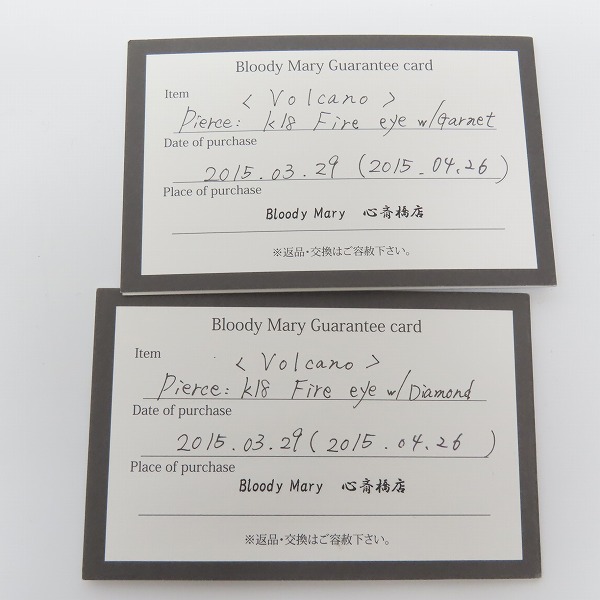 Bloody Mary Guarantee card
Item
< Volcano >
Pierce: k18 Fire eye w/Garnet
Date of purchase
2015.03.29 (2015.04.26)
Place of purchase
Bloody Mary 心斎橋店
※返品・交換はご容赦下さい。
Bloody Mary Guarantee card
Item
< Volcano >
Pierce: k18 Fire eye w/Diamond
Date of purchase
2015.03.29 (2015.04.26)
Place of purchase
Bloody Mary 心斎橋店
※返品・交換はご容赦下さい。